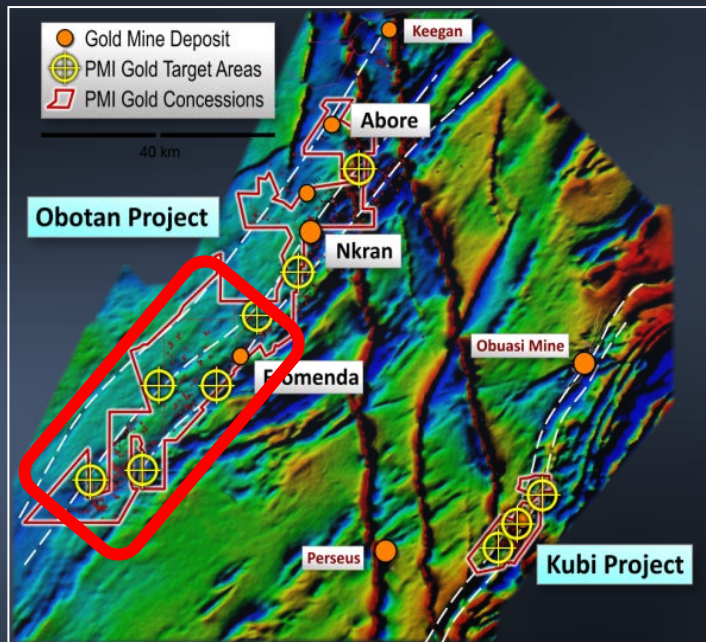 Gold Mine Deposit
PMI Gold Target Areas
PMI Gold Concessions
40 km
Keegan
Abore
Obotan Project
Nkran
Obuasi Mine
Fromenda
Perseus
Kubi Project